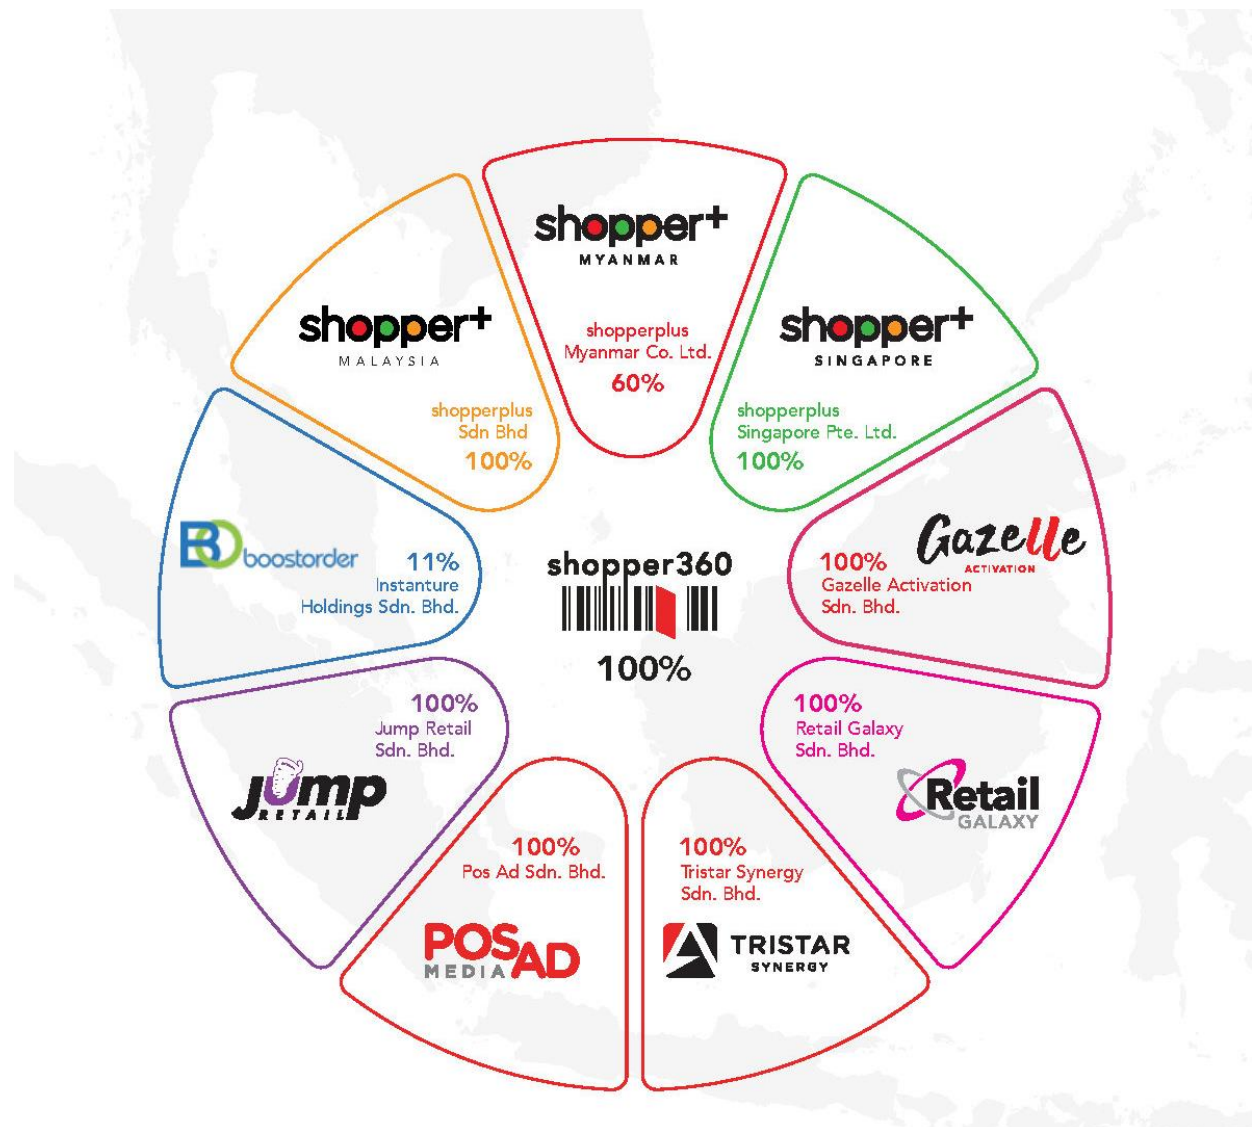 shopper+
MYANMAR
shopperplus
Myanmar Co. Ltd.
60%
shopper+
SINGAPORE
shopperplus
Singapore Pte. Ltd.
100%
Gazelle
ACTIVATION
100%
Gazelle Activation
Sdn. Bhd.
100%
Retail Galaxy
Sdn. Bhd.
Retail
GALAXY
100%
Tristar Synergy
Sdn. Bhd.
TRISTAR
SYNERGY
100%
Pos Ad Sdn. Bhd.
POSAD
MEDIA
100%
Jump Retail
Sdn. Bhd.
Jump
RETAIL
BO boostorder
11%
Instanture
Holdings Sdn. Bhd.
shopper+
MALAYSIA
shopperplus
Sdn Bhd
100%
shopper360
100%